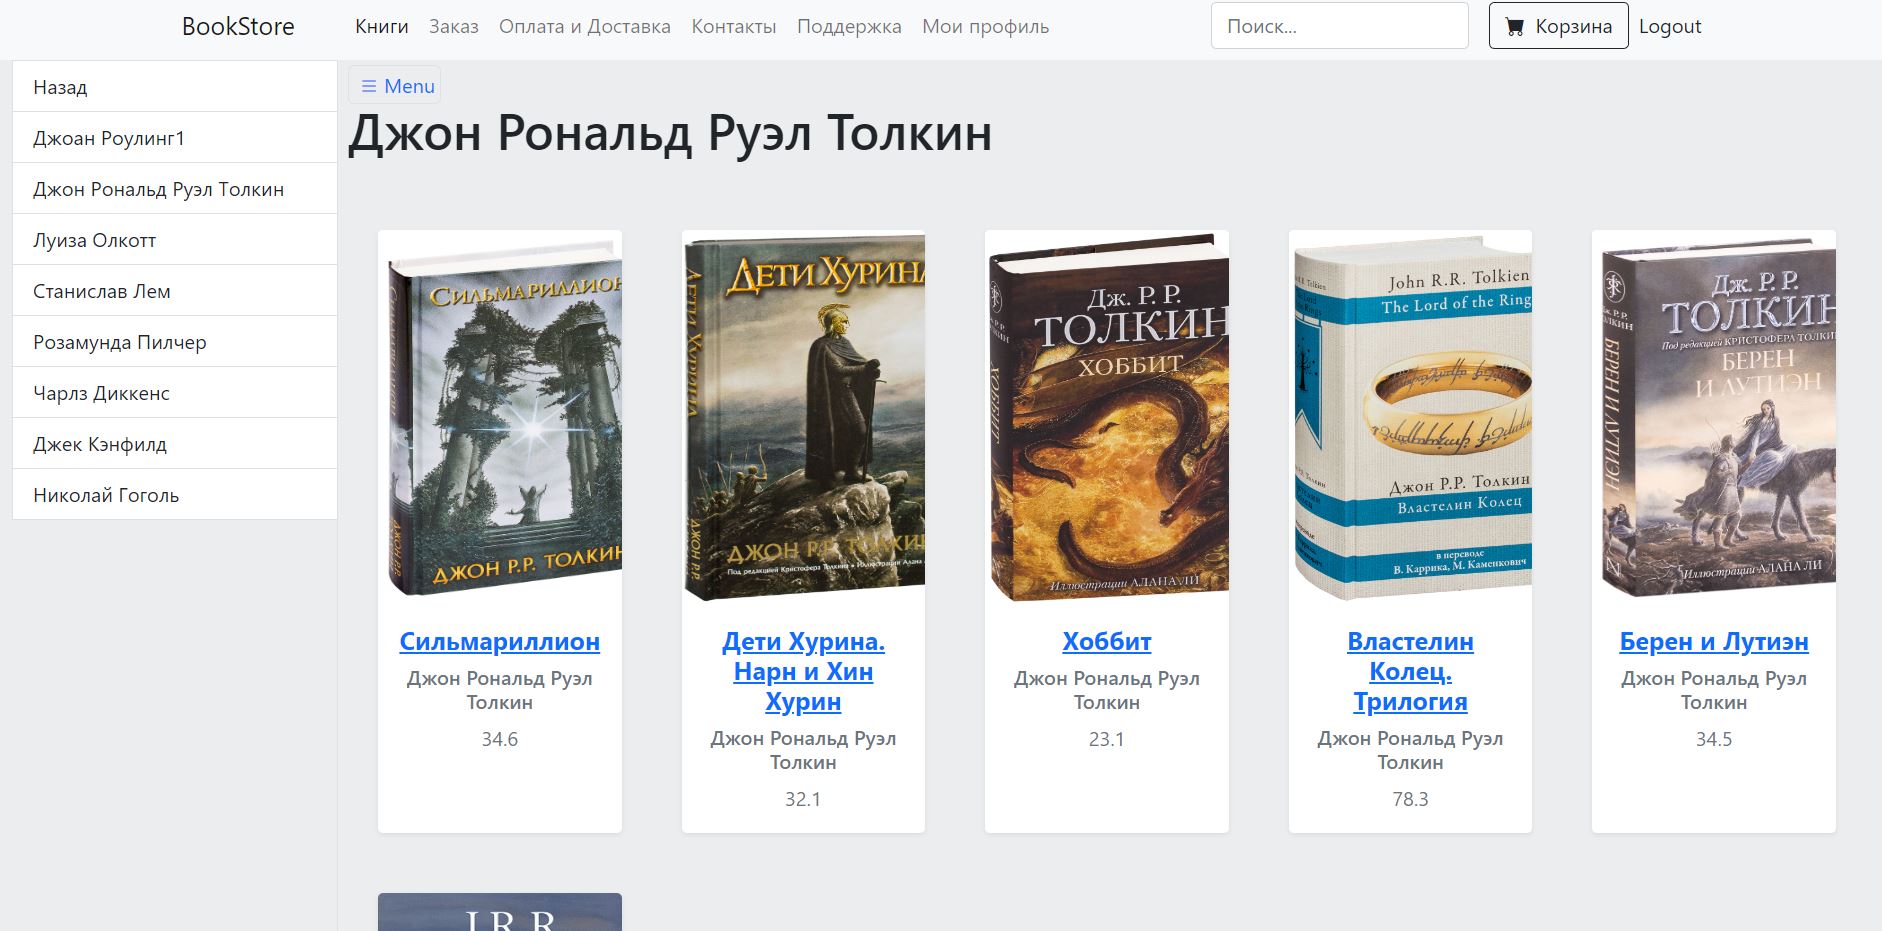 BookStore
Книги
Заказ
Оплата и Доставка
Контакты
Поддержка
Мои профиль
Поиск...
Корзина
Logout
Назад
Джоан Роулинг1
Джон Рональд Руэл Толкин
Луиза Олкотт
Станислав Лем
Розамунда Пилчер
Чарлз Диккенс
Джек Кэнфилд
Николай Гоголь
Menu
Джон Рональд Руэл Толкин
СИЛЬМАРИЛЛИОН
ДЖОН Р.Р. ТОЛКИН
Сильмариллион
Джон Рональд Руэл
Толкин
34.6
ДЕТИ ХУРИНА
ДЕТИ ХУРИНА
ДЖОН Р.Р. ТОЛКИ
Под редакцией Кристофера Толкина • Иллюстрации Алана
Дети Хурина.
Нарн и Хин
Хурин
Джон Рональд Руэл
Толкин
32.1
Дж. Р. Р.
ТОЛКИН
ХОББИТ
ХОББИТ
Иллюстрации АЛАНА ЛИ
Хоббит
Джон Рональд Руэл
Толкин
23.1
John R.R. Tolkien
The Lord of the Ring
Джон Р.Р. Толкин
Властелин Колец
в переводе
В. Каррика, М. Каменкович
Властелин
Колец.
Трилогия
Джон Рональд Руэл
Толкин
78.3
Дж. Р. Р.
ТОЛКИН
Под редакцией КРИСТОФЕРА ТОЛКИ
БЕРЕН
И ЛУТИЭН
БЕРЕН И ЛУТИЭН
Иллюстрации АЛАНА ЛИ
Берен и Лутиэн
Джон Рональд Руэл
Толкин
34.5
J.R.R.